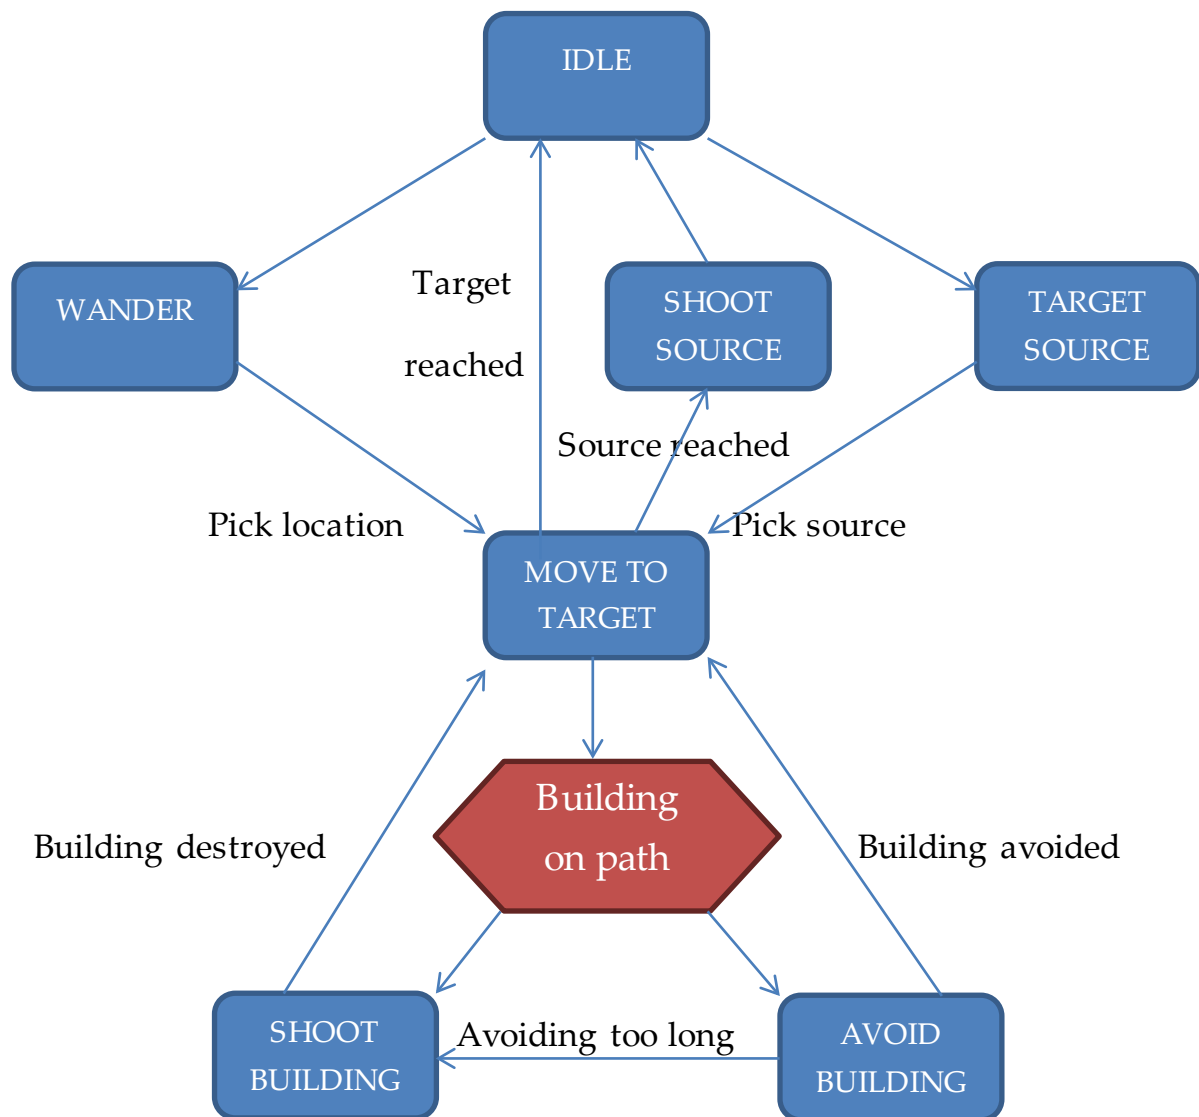 IDLE
WANDER
Target
reached
SHOOT
SOURCE
TARGET
SOURCE
Source reached
Pick location
Pick source
MOVE TO
TARGET
Building
on path
Building destroyed
Building avoided
SHOOT
BUILDING
Avoiding too long
AVOID
BUILDING